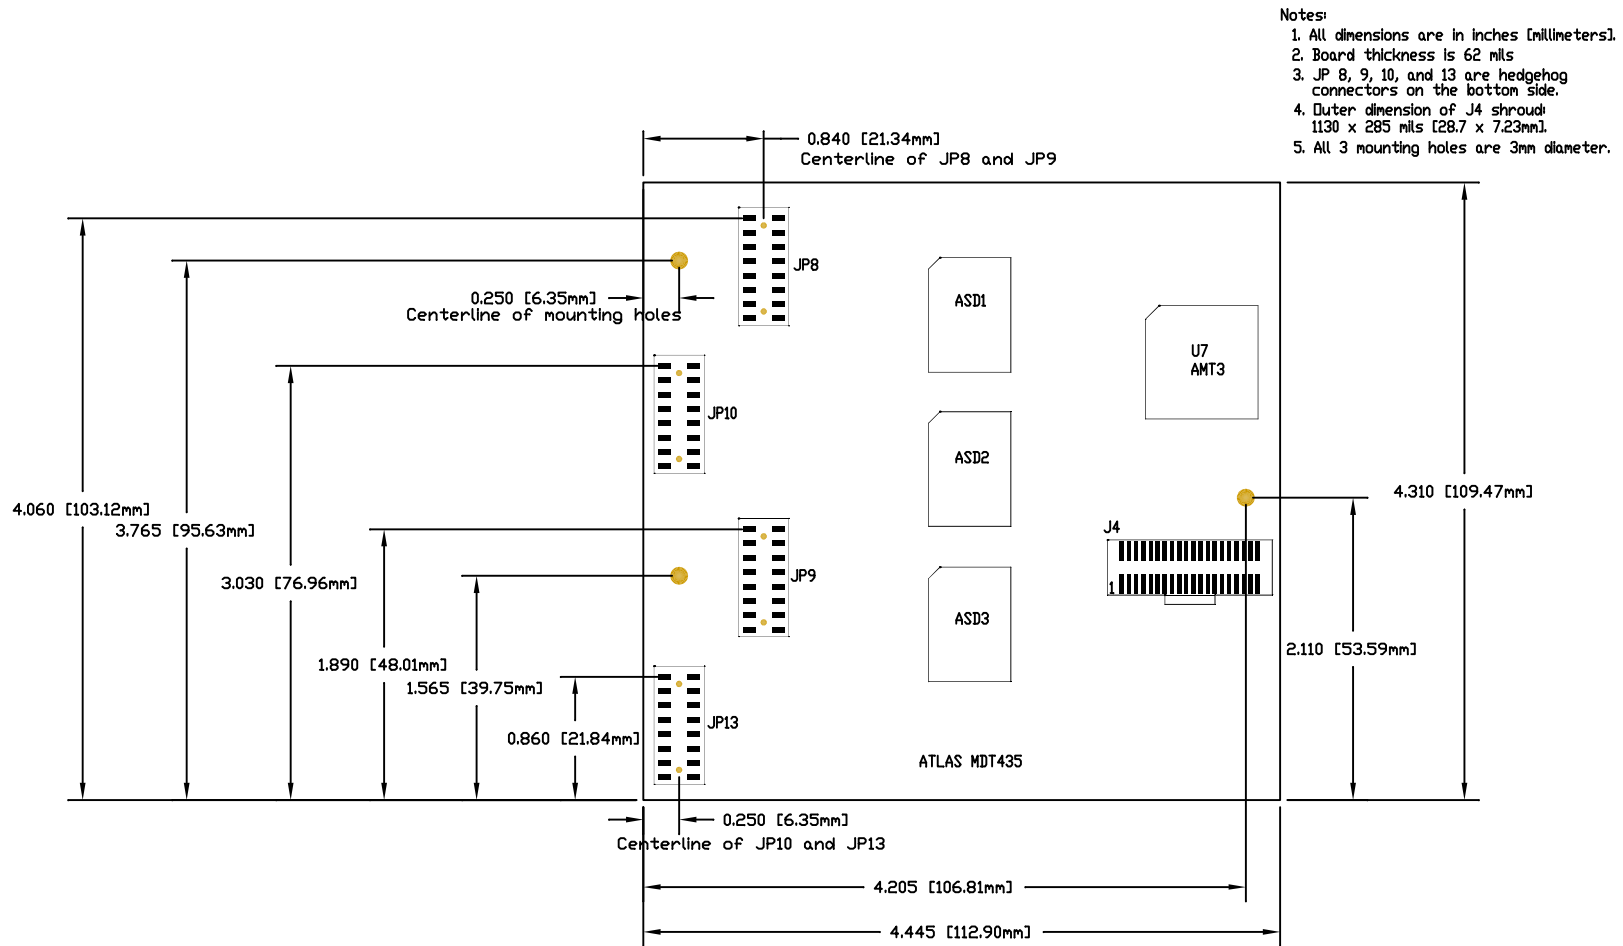 Notes:
1. All dimensions are in inches [millimeters].
2. Board thickness is 62 mils
3. JP 8, 9, 10, and 13 are hedgehog
connectors on the bottom side.
4. Outer dimension of J4 shroud:
1130 x 285 mils [28.7 x 7.23mm].
5. All 3 mounting holes are 3mm diameter.
0.840 [21.34mm]
Centerline of JP8 and JP9
JP8
0.250 [6.35mm]
Centerline of mounting holes
ASD1
U7
AMT3
JP10
ASD2
4.310 [109.47mm]
4.060 [103.12mm]
3.765 [95.63mm]
J4
3.030 [76.96mm]
JP9
1
ASD3
2.110 [53.59mm]
1.890 [48.01mm]
1.565 [39.75mm]
JP13
0.860 [21.84mm]
ATLAS MDT435
0.250 [6.35mm]
Centerline of JP10 and JP13
4.205 [106.81mm]
4.445 [112.90mm]